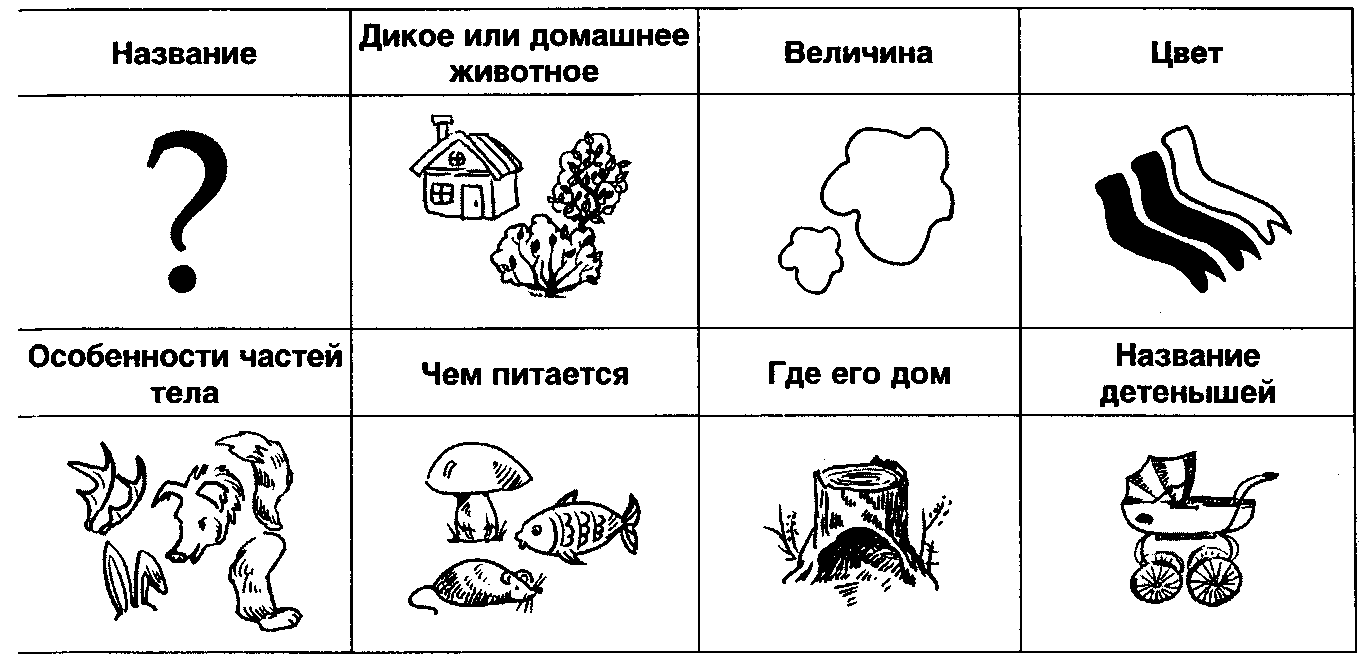 Название
Дикое или домашнее
животное
Величина
Цвет
?
Особенности частей
тела
Чем питается
Где его дом
Название
детенышей